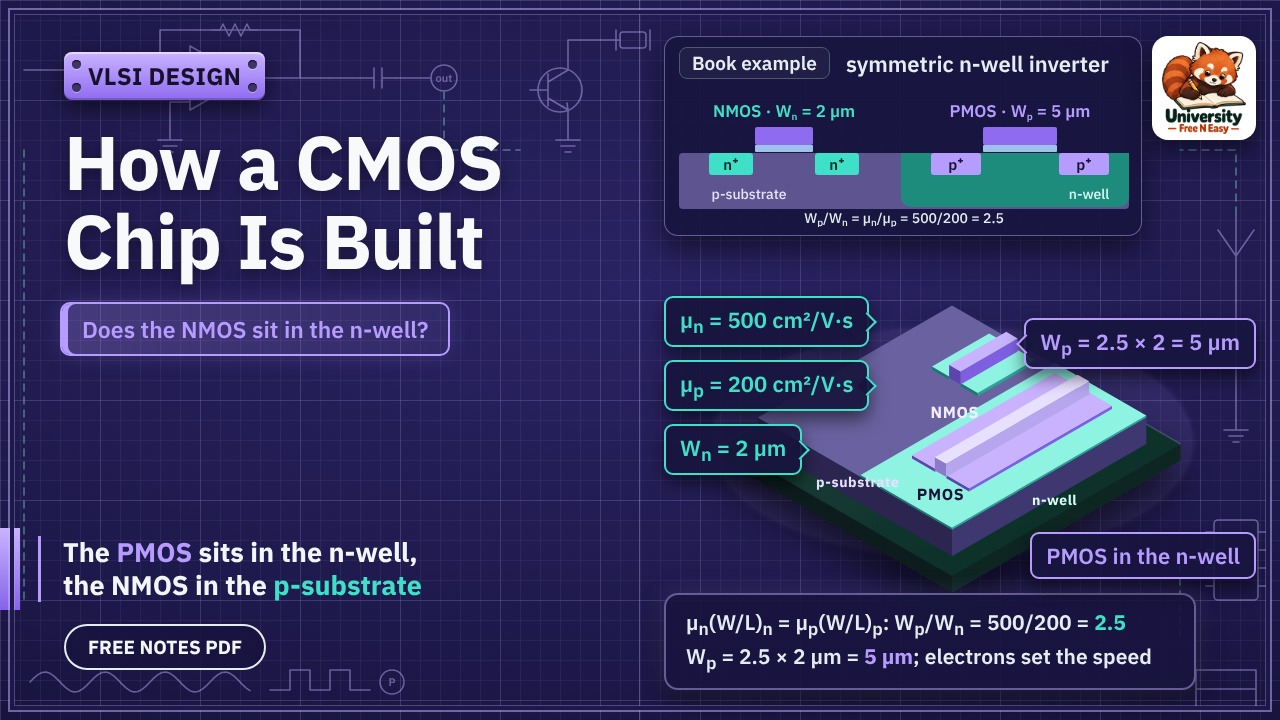 VLSI DESIGN
How a CMOS
Chip Is Built
Does the NMOS sit in the n-well?
The PMOS sits in the n-well,
the NMOS in the p-substrate
FREE NOTES PDF
out
P
Book example
symmetric n-well inverter
NMOS · Wₙ = 2 μm
PMOS · Wₚ = 5 μm
n⁺
n⁺
p⁺
p⁺
p-substrate
n-well
Wₚ/Wₙ = μₙ/μₚ = 500/200 = 2.5
University
Free N Easy
μₙ = 500 cm²/V·s
μₚ = 200 cm²/V·s
Wₙ = 2 μm
Wₚ = 2.5 × 2 = 5 μm
NMOS
p-substrate
PMOS
n-well
PMOS in the n-well
μₙ(W/L)ₙ = μₚ(W/L)ₚ: Wₚ/Wₙ = 500/200 = 2.5
Wₚ = 2.5 × 2 μm = 5 μm; electrons set the speed